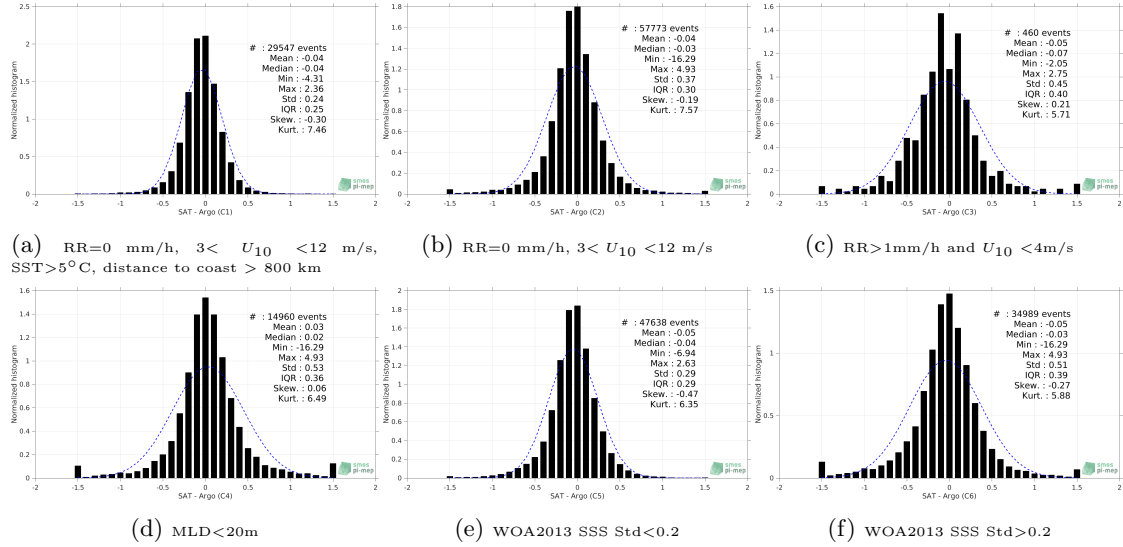 Normalized histogram
2.5
2
1.5
1
0.5
0
-2 -1.5 -1 -0.5 0 0.5 1 1.5 2
SAT - Argo (C1)
# : 29547 events
Mean : -0.04
Median : -0.04
Min : -4.31
Max : 2.36
Std : 0.24
IQR : 0.25
Skew. : -0.30
Kurt. : 7.46
smos
pi-mep
Normalized histogram
1.8
1.6
1.4
1.2
1
0.8
0.6
0.4
0.2
0
-2 -1.5 -1 -0.5 0 0.5 1 1.5 2
SAT - Argo (C2)
# : 57773 events
Mean : -0.04
Median : -0.03
Min : -16.29
Max : 4.93
Std : 0.37
IQR : 0.30
Skew. : -0.19
Kurt. : 7.57
smos
pi-mep
Normalized histogram
1.6
1.4
1.2
1
0.8
0.6
0.4
0.2
0
-2 -1.5 -1 -0.5 0 0.5 1 1.5 2
SAT - Argo (C3)
# : 460 events
Mean : -0.05
Median : -0.07
Min : -2.05
Max : 2.75
Std : 0.45
IQR : 0.40
Skew. : 0.21
Kurt. : 5.71
smos
pi-mep
(a) RR=0 mm/h, 3< U10 <12 m/s,
SST>5°C, distance to coast > 800 km
(b) RR=0 mm/h, 3< U10 <12 m/s
(c) RR>1mm/h and U10 <4m/s
Normalized histogram
1.6
1.4
1.2
1
0.8
0.6
0.4
0.2
0
-2 -1.5 -1 -0.5 0 0.5 1 1.5 2
SAT - Argo (C4)
# : 14960 events
Mean : 0.03
Median : 0.02
Min : -16.29
Max : 4.93
Std : 0.53
IQR : 0.36
Skew. : 0.06
Kurt. : 6.49
smos
pi-mep
Normalized histogram
2
1.8
1.6
1.4
1.2
1
0.8
0.6
0.4
0.2
0
-2 -1.5 -1 -0.5 0 0.5 1 1.5 2
SAT - Argo (C5)
# : 47638 events
Mean : -0.05
Median : -0.04
Min : -6.94
Max : 2.63
Std : 0.29
IQR : 0.29
Skew. : -0.47
Kurt. : 6.35
smos
pi-mep
Normalized histogram
1.5
1
0.5
0
-2 -1.5 -1 -0.5 0 0.5 1 1.5 2
SAT - Argo (C6)
# : 34989 events
Mean : -0.05
Median : -0.03
Min : -16.29
Max : 4.93
Std : 0.51
IQR : 0.39
Skew. : -0.27
Kurt. : 5.88
smos
pi-mep
(d) MLD<20m
(e) WOA2013 SSS Std<0.2
(f) WOA2013 SSS Std>0.2